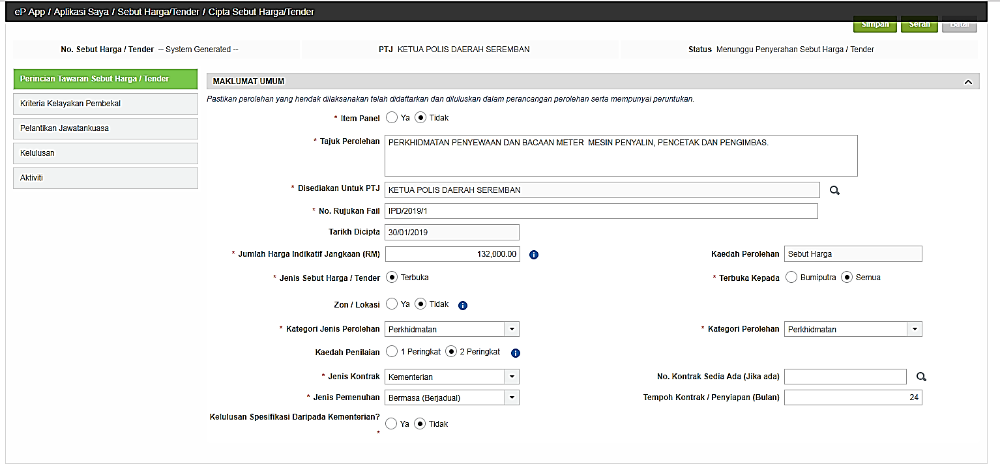 eP App / Aplikasi Saya / Sebut Harga/Tender / Cipta Sebut Harga/Tender
Simpan Serah Batal
No. Sebut Harga / Tender -- System Generated -- PTJ KETUA POLIS DAERAH SEREMBAN Status Menunggu Penyerahan Sebut Harga / Tender
Perincian Tawaran Sebut Harga / Tender
Kriteria Kelayakan Pembekal
Pelantikan Jawatankuasa
Kelulusan
Aktiviti
MAKLUMAT UMUM
Pastikan perolehan yang hendak dilaksanakan telah didaftarkan dan diluluskan dalam perancangan perolehan serta mempunyai peruntukan.
* Item Panel Ya Tidak
* Tajuk Perolehan PERKHIDMATAN PENYEWAAN DAN BACAAN METER MESIN PENYALIN, PENCETAK DAN PENGIMBAS.
* Disediakan Untuk PTJ KETUA POLIS DAERAH SEREMBAN
* No. Rujukan Fail IPD/2019/1
Tarikh Dicipta 30/01/2019
* Jumlah Harga Indikatif Jangkaan (RM) 132,000.00 Kaedah Perolehan Sebut Harga
* Jenis Sebut Harga / Tender Terbuka * Terbuka Kepada Bumiputra Semua
Zon / Lokasi Ya Tidak
* Kategori Jenis Perolehan Perkhidmatan * Kategori Perolehan Perkhidmatan
Kaedah Penilaian 1 Peringkat 2 Peringkat
* Jenis Kontrak Kementerian No. Kontrak Sedia Ada (Jika ada)
* Jenis Pemenuhan Bermasa (Berjadual) Tempoh Kontrak / Penyiapan (Bulan) 24
Kelulusan Spesifikasi Daripada Kementerian? Ya Tidak
*